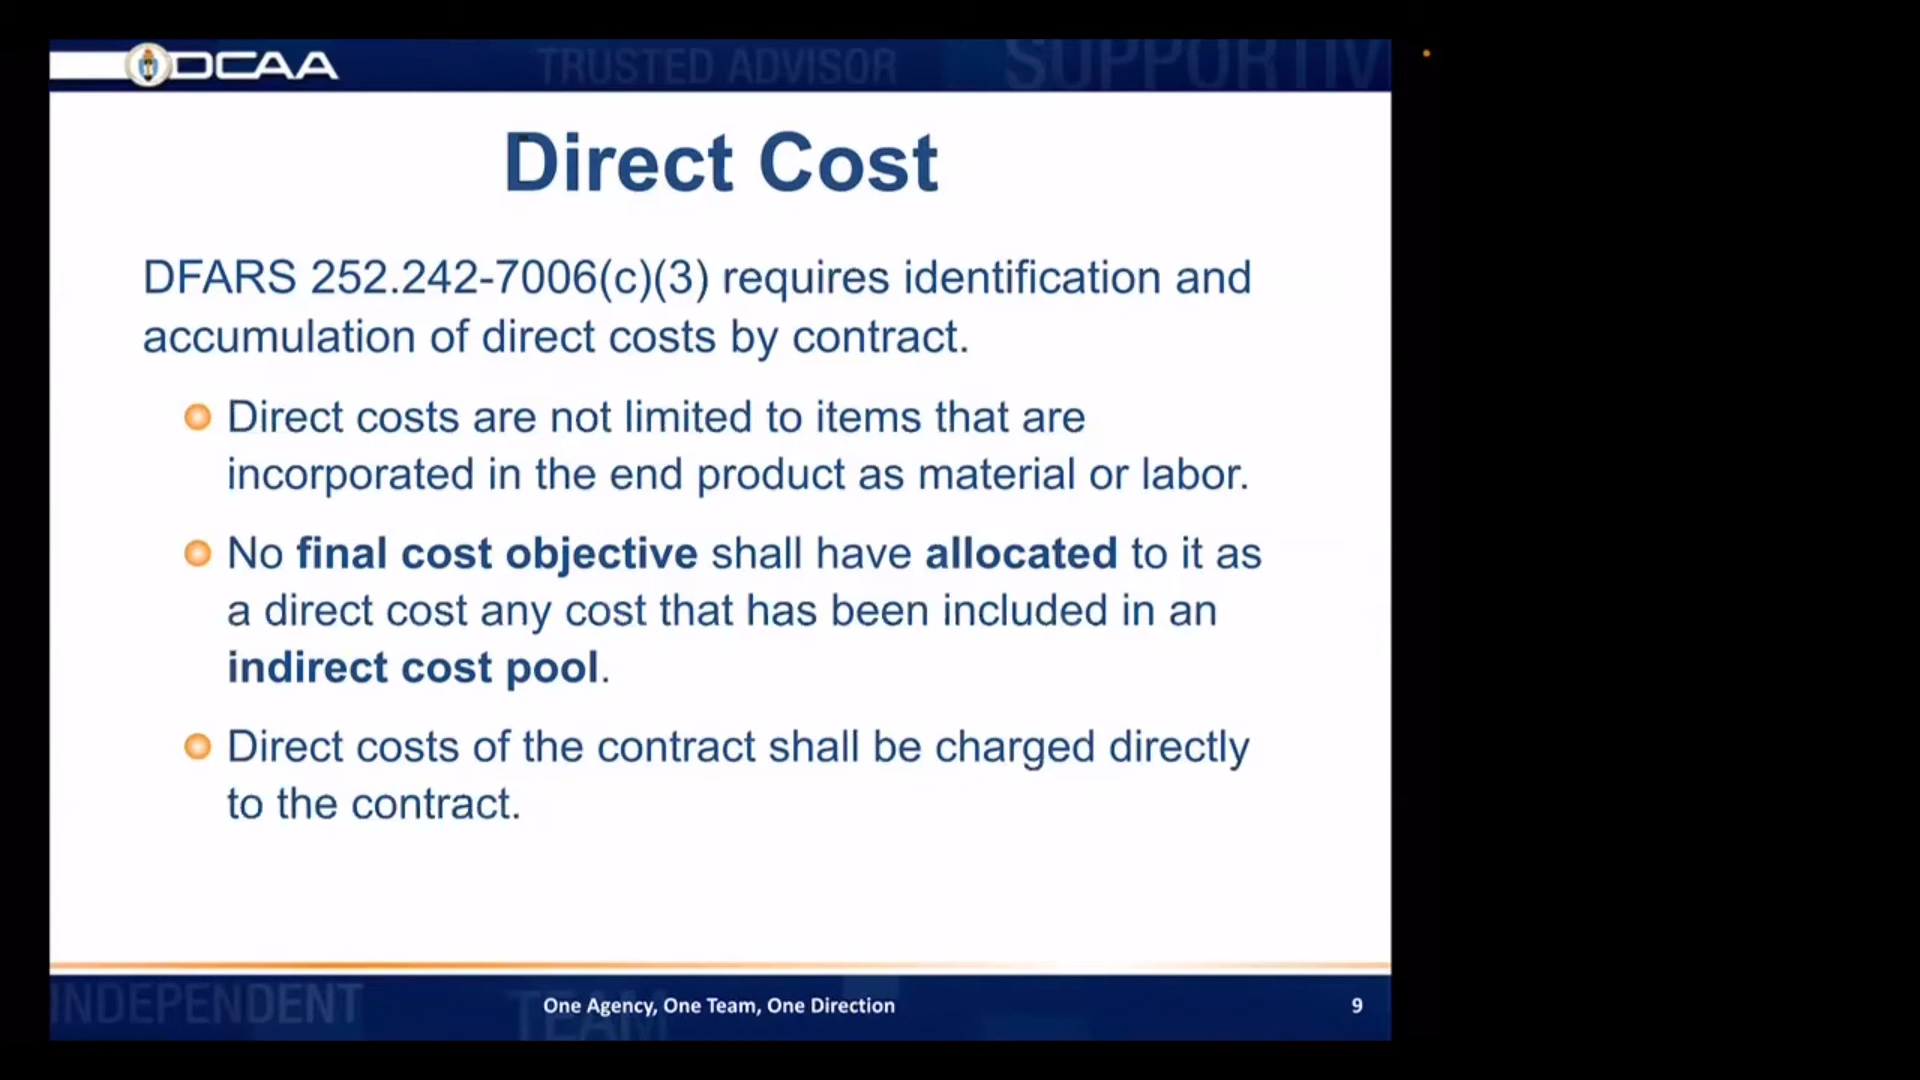 DCAA
TRUSTED ADVISOR
SUPPORTIV
Direct Cost
DFARS 252.242-7006(c)(3) requires identification and
accumulation of direct costs by contract.
Direct costs are not limited to items that are
incorporated in the end product as material or labor.
No final cost objective shall have allocated to it as
a direct cost any cost that has been included in an
indirect cost pool.
Direct costs of the contract shall be charged directly
to the contract.
INDEPENDENT
TEAM
One Agency, One Team, One Direction
9